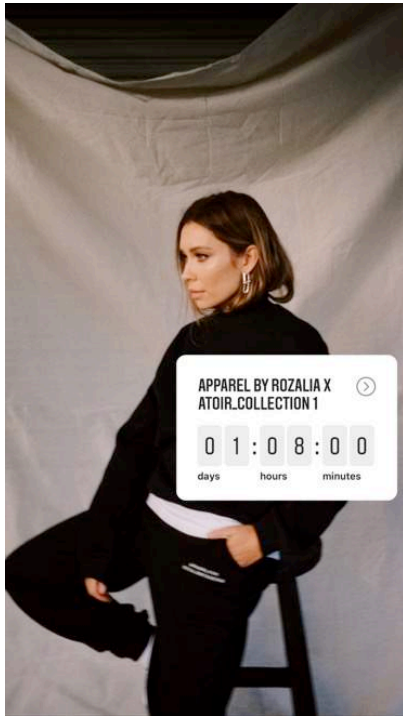 APPAREL BY ROZALIA X
ATOIR_COLLECTION 1
01:08:00
days hours minutes